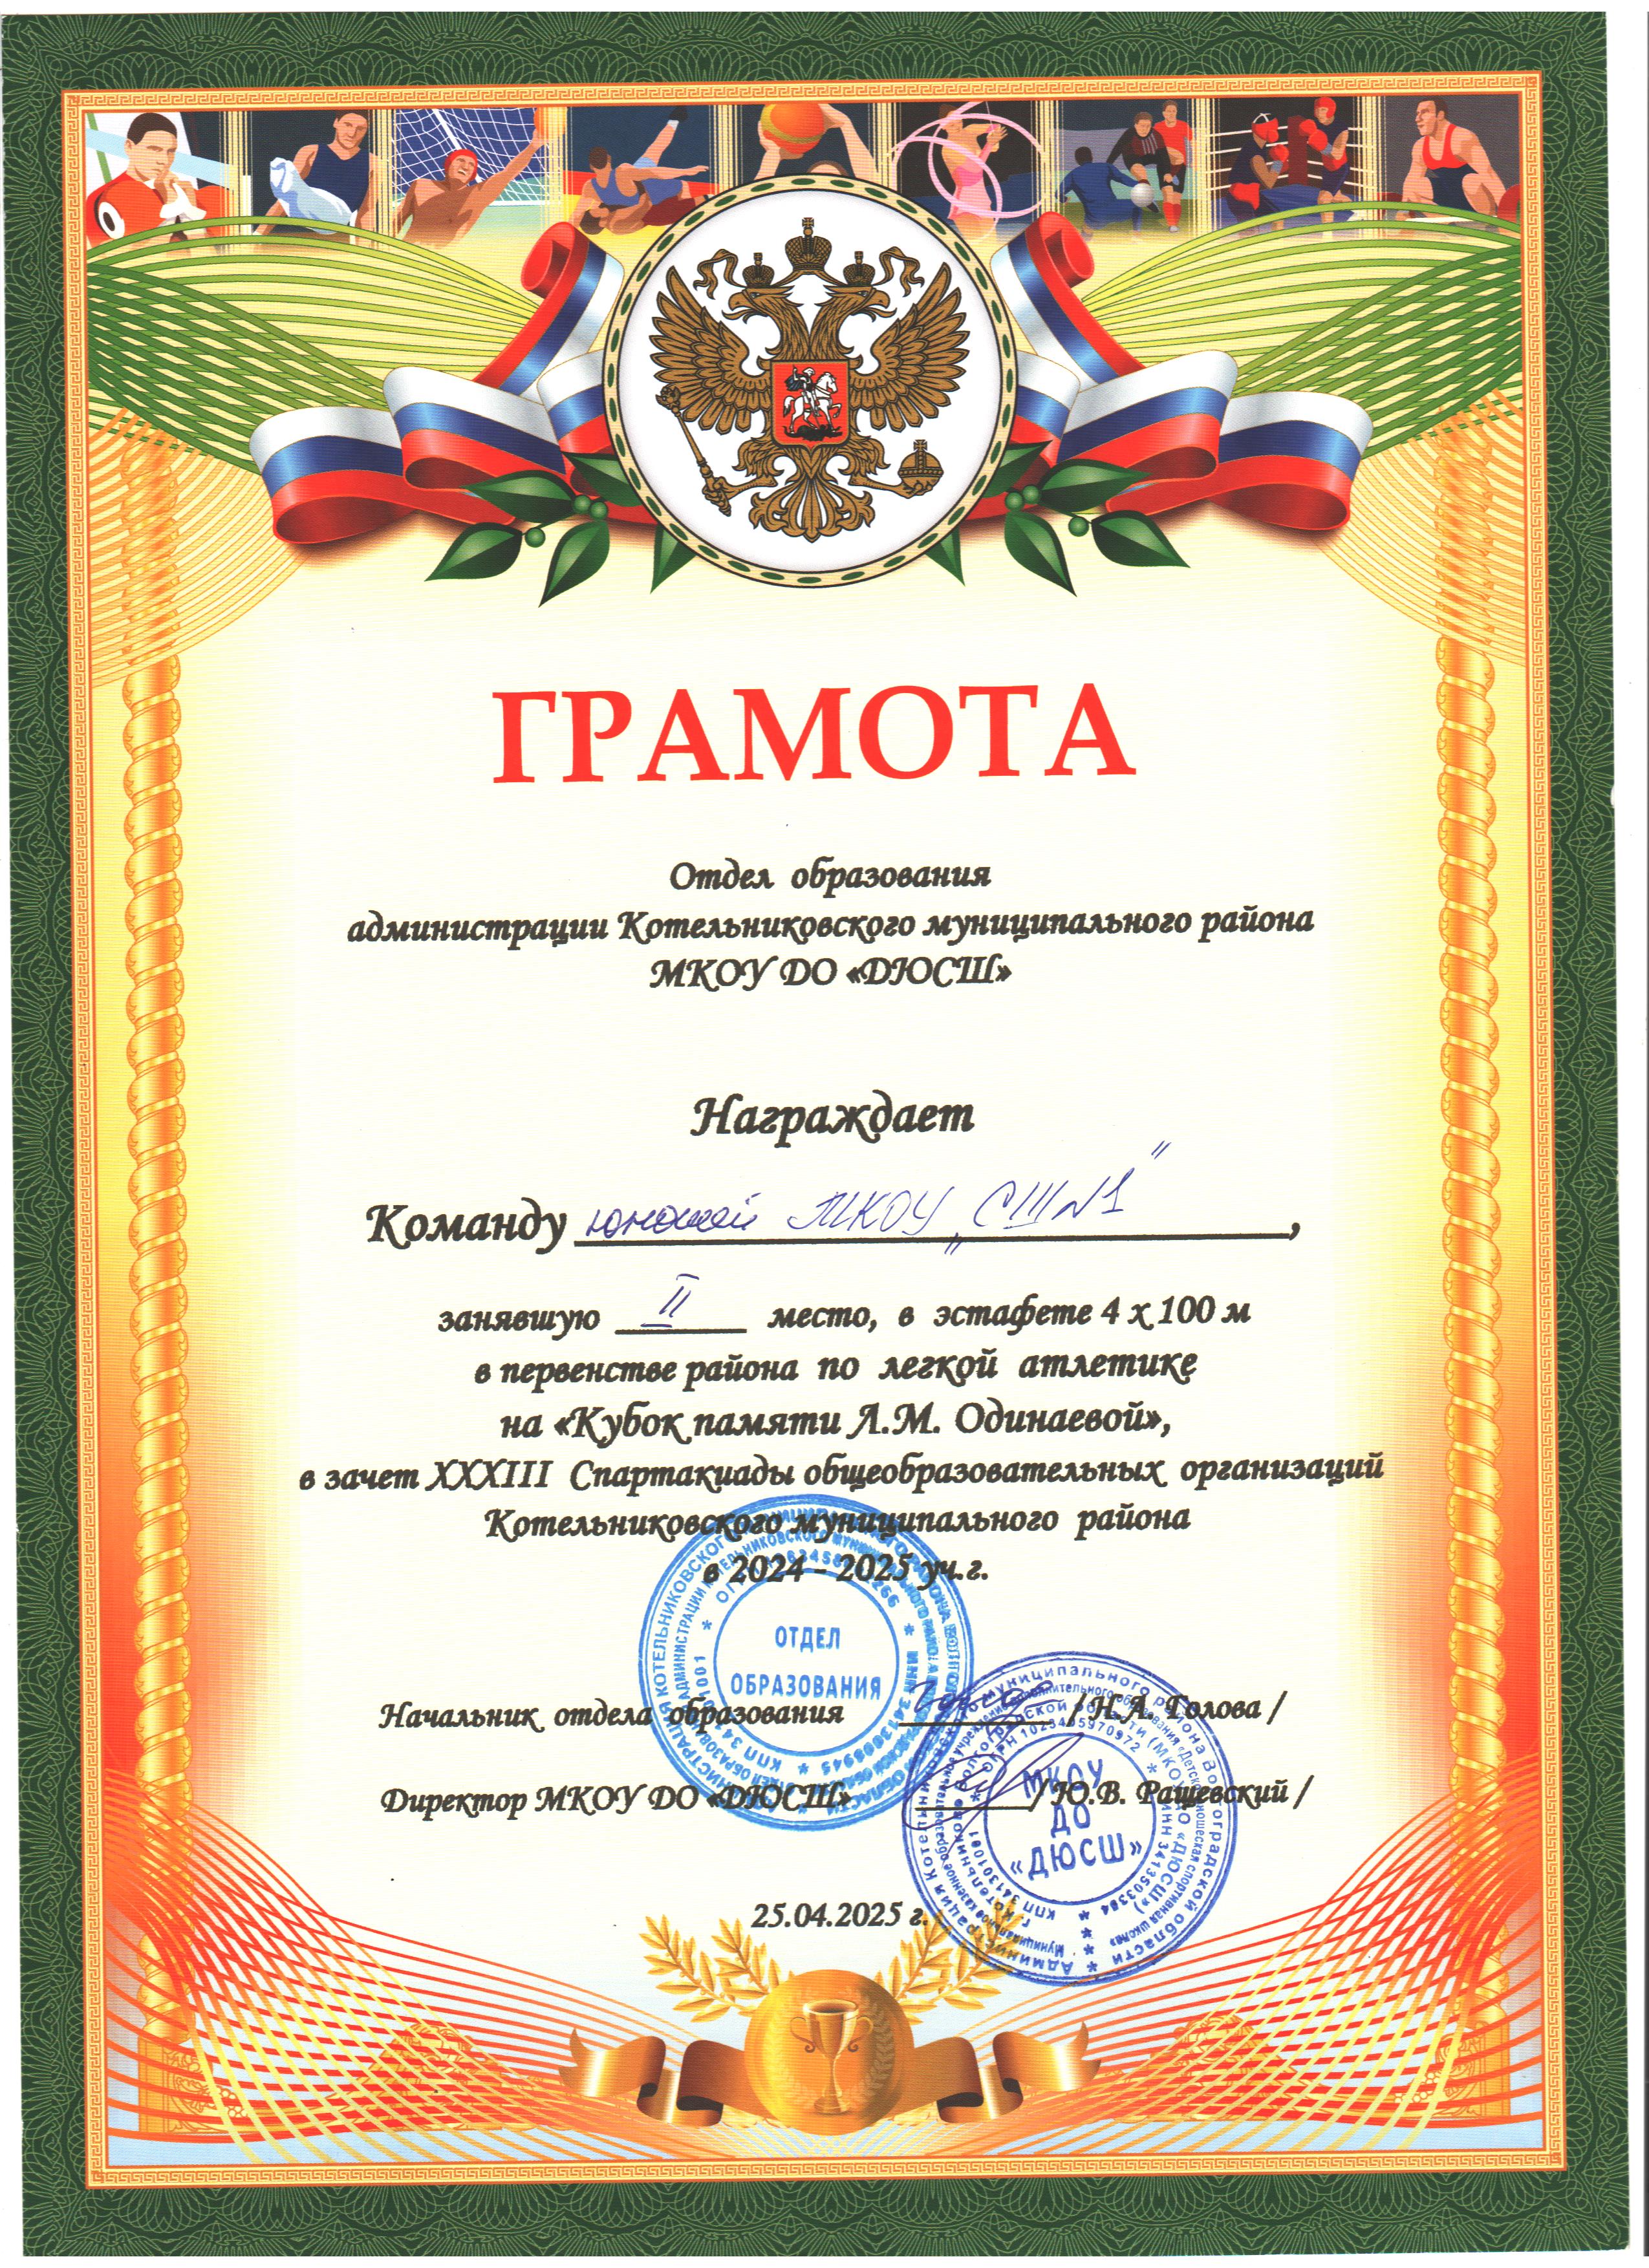 ГРАМОТА
Отдел образования
администрации Котельниковского муниципального района
МКОУ ДО «ДЮСШ»
Награждает
Команду юношей МКОУ „СШ№1”,
занявшую II место, в эстафете 4 х 100 м
в первенстве района по легкой атлетике
на «Кубок памяти Л.М. Одинаевой»,
в зачет XXXIII Спартакиады общеобразовательных организаций
Котельниковского муниципального района
в 2024 - 2025 уч.г.
ОТДЕЛ
ОБРАЗОВАНИЯ
Начальник отдела образования / Н.А. Голова /
Директор МКОУ ДО «ДЮСШ» / Ю.В. Ращевский /
МКОУ
ДО
«ДЮСШ»
25.04.2025 г.